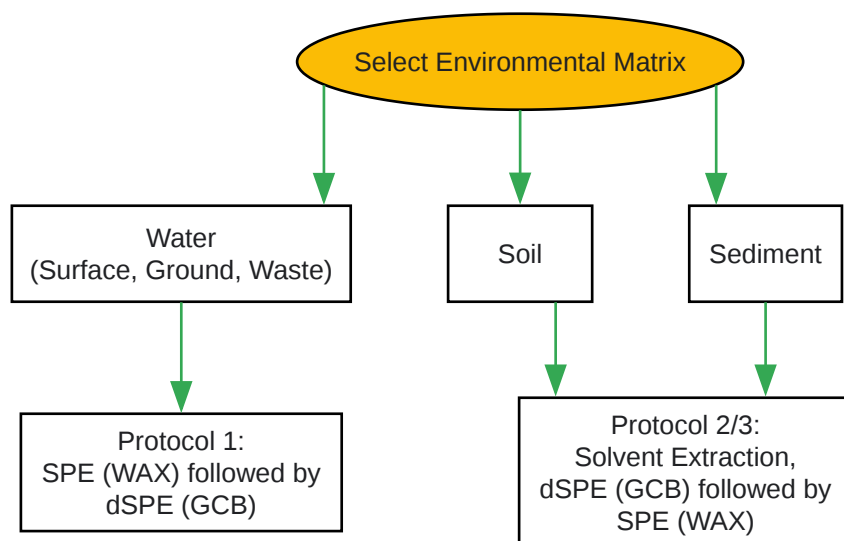 Select Environmental Matrix
Water
(Surface, Ground, Waste)
Soil
Sediment
Protocol 1:
SPE (WAX) followed by
dSPE (GCB)
Protocol 2/3:
Solvent Extraction,
dSPE (GCB) followed by
SPE (WAX)